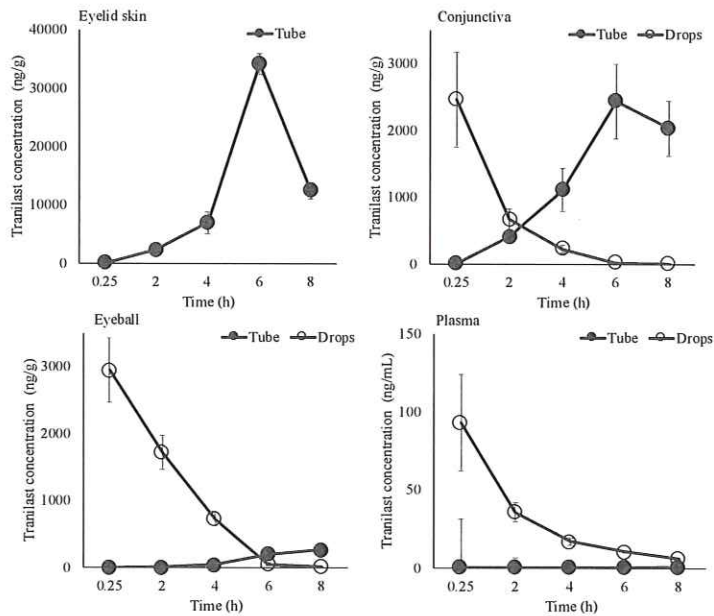 Eyelid skin
Tube
Tranilast concentration (ng/g)
40000
30000
20000
10000
0
0.25 2 4 6 8
Time (h)
Conjunctiva
Tube Drops
Tranilast concentration (ng/g)
3000
2000
1000
0
0.25 2 4 6 8
Time (h)
Eyeball
Tube Drops
Tranilast concentration (ng/g)
3000
2000
1000
0
0.25 2 4 6 8
Time (h)
Plasma
Tube Drops
Tranilast concentration (ng/mL)
150
100
50
0
0.25 2 4 6 8
Time (h)